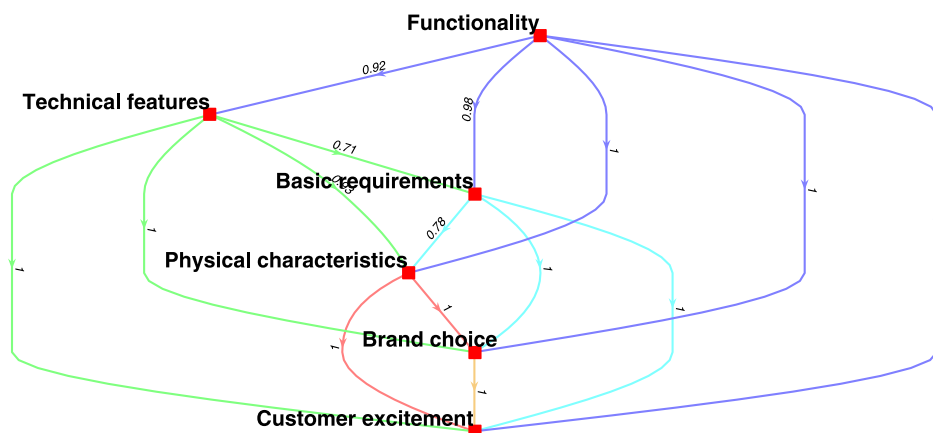 Functionality
0.92
Technical features
0.98
0.71
1
Basic requirements
1
0.78
1
Physical characteristics
1
1
1
1
1
Brand choice
1
1
Customer excitement